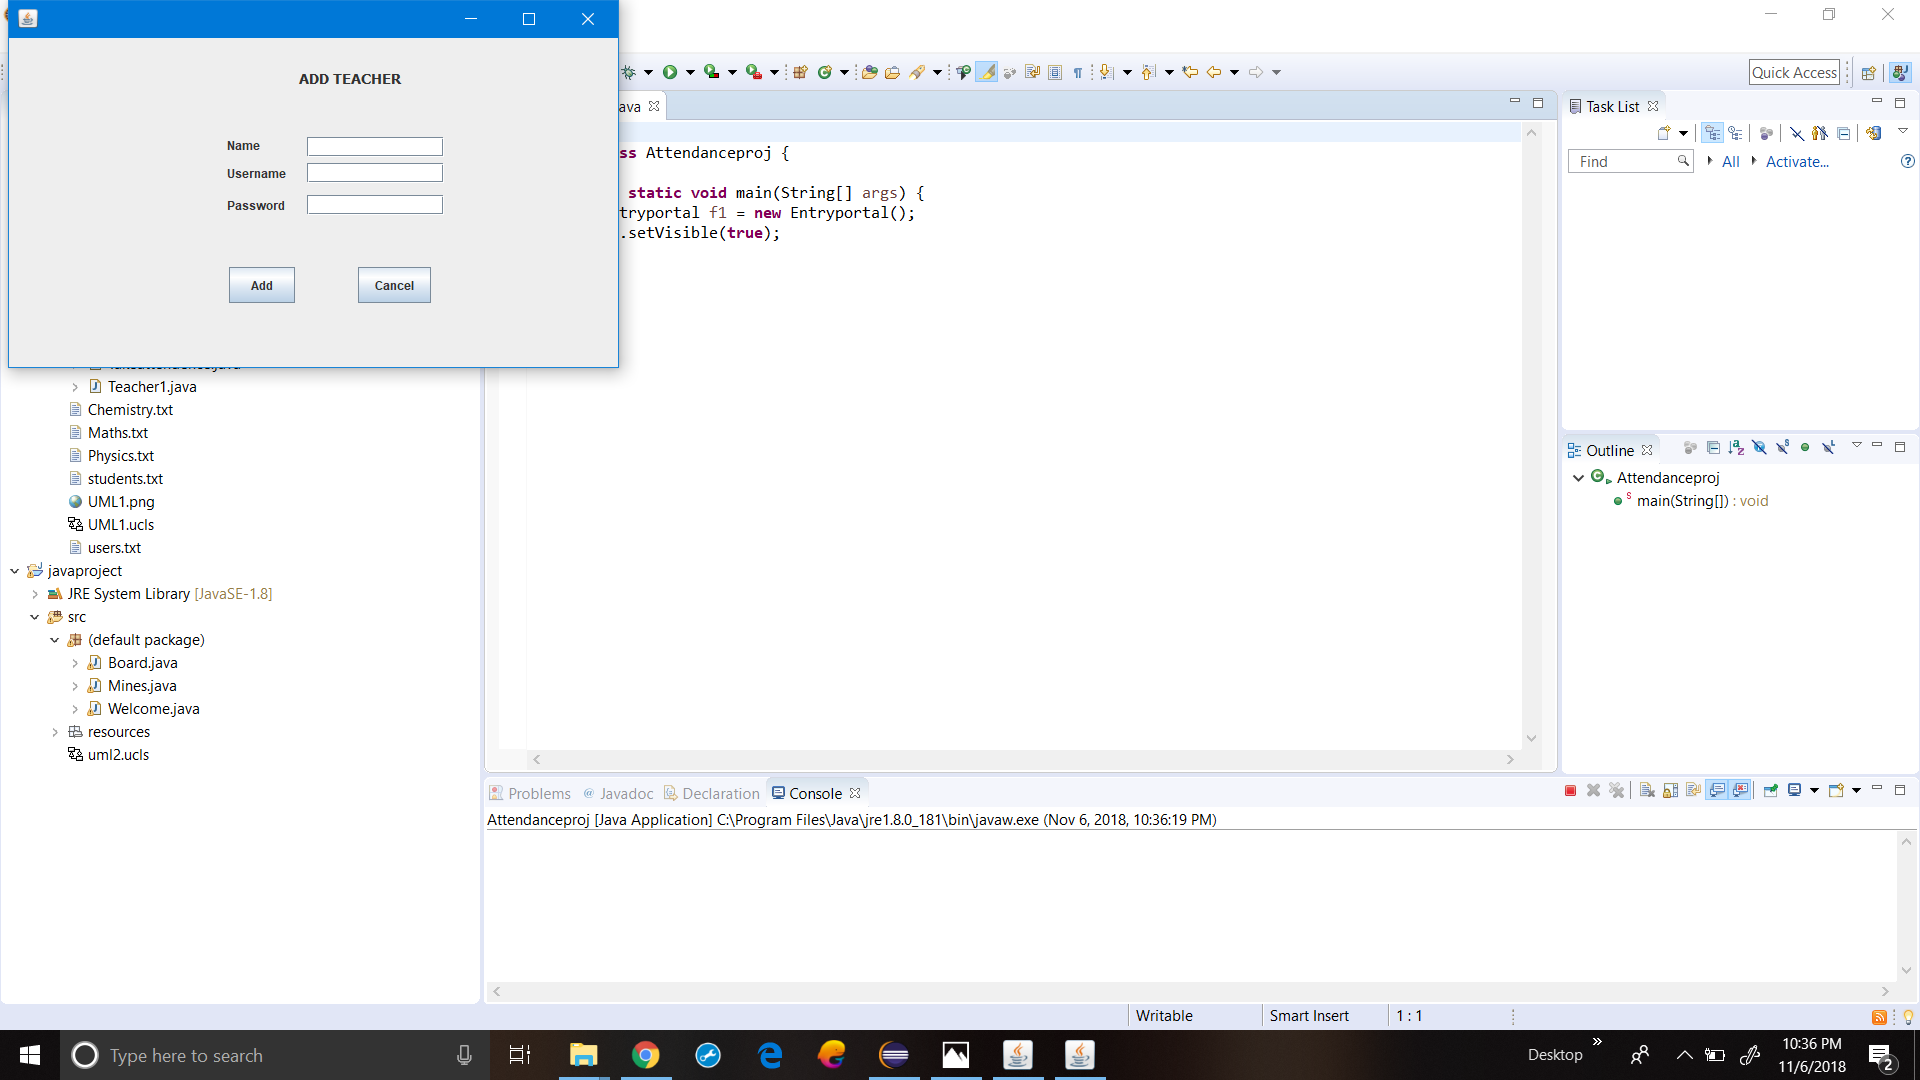 ADD TEACHER
Name
Username
Password
Add
Cancel
Quick Access
ava
ss Attendanceproj {
static void main(String[] args) {
tryportal f1 = new Entryportal();
.setVisible(true);
Task List
Find
All
Activate...
Outline
Attendanceproj
main(String[]) : void
Teacher1.java
Chemistry.txt
Maths.txt
Physics.txt
students.txt
UML1.png
UML1.ucls
users.txt
javaproject
JRE System Library [JavaSE-1.8]
src
(default package)
Board.java
Mines.java
Welcome.java
resources
uml2.ucls
Problems
@ Javadoc
Declaration
Console
Attendanceproj [Java Application] C:\Program Files\Java\jre1.8.0_181\bin\javaw.exe (Nov 6, 2018, 10:36:19 PM)
Writable
Smart Insert
1 : 1
Type here to search
Desktop
10:36 PM
11/6/2018
2